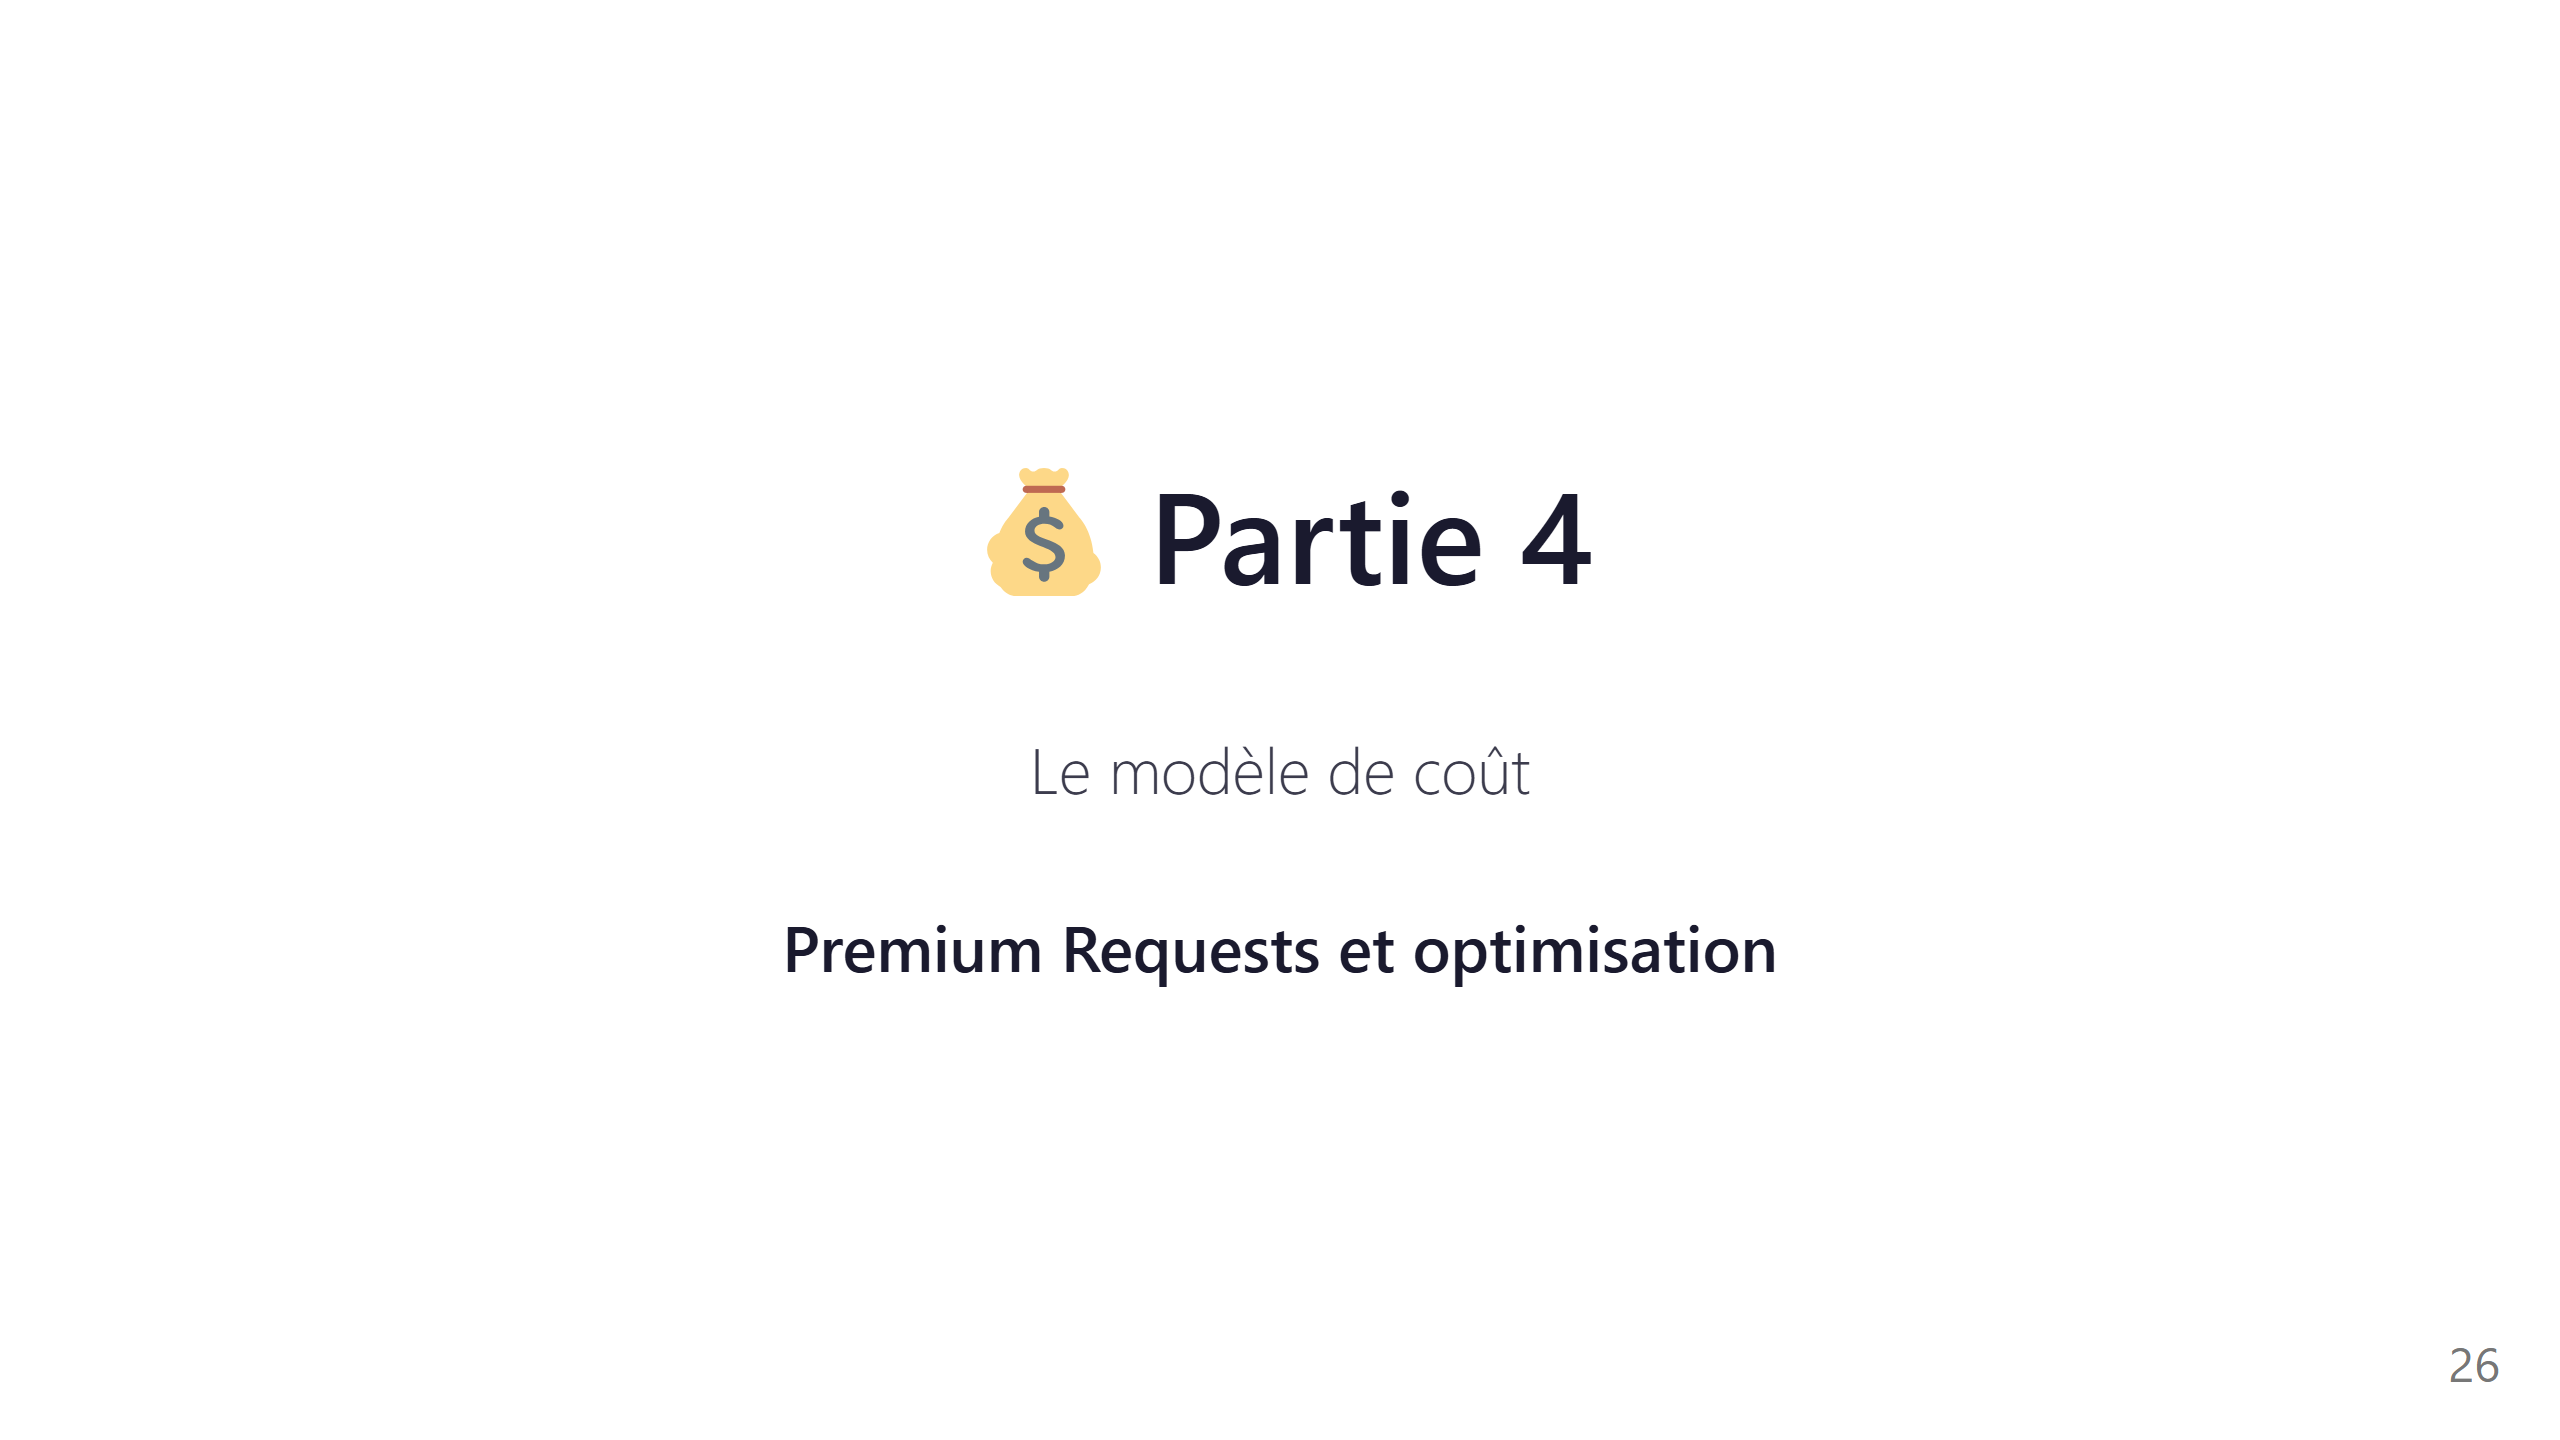 💰 Partie 4
Le modèle de coût
Premium Requests et optimisation
26